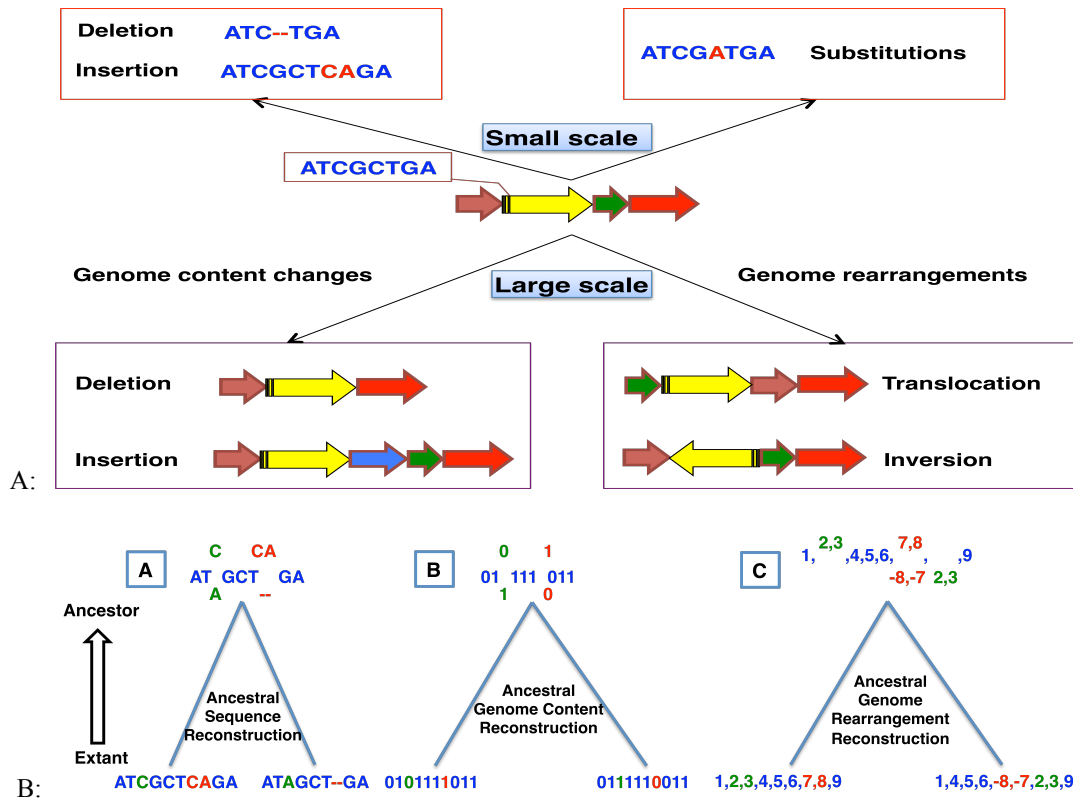 Deletion ATC--TGA
Insertion ATCGCTCAGA
ATCGATGA Substitutions
Small scale
ATCGCTGA
Genome content changes
Large scale
Genome rearrangements
Deletion
Insertion
Translocation
Inversion
A:
A
C CA
AT GCT GA
A --
B
0 1
01 111 011
1 0
C
2,3 7,8
1, ,4,5,6, , ,9
-8,-7 2,3
Ancestor
Extant
Ancestral
Sequence
Reconstruction
Ancestral
Genome Content
Reconstruction
Ancestral
Genome
Rearrangement
Reconstruction
B:
ATCGCTCAGA ATAGCT--GA
0101111011 0111110011
1,2,3,4,5,6,7,8,9 1,4,5,6,-8,-7,2,3,9